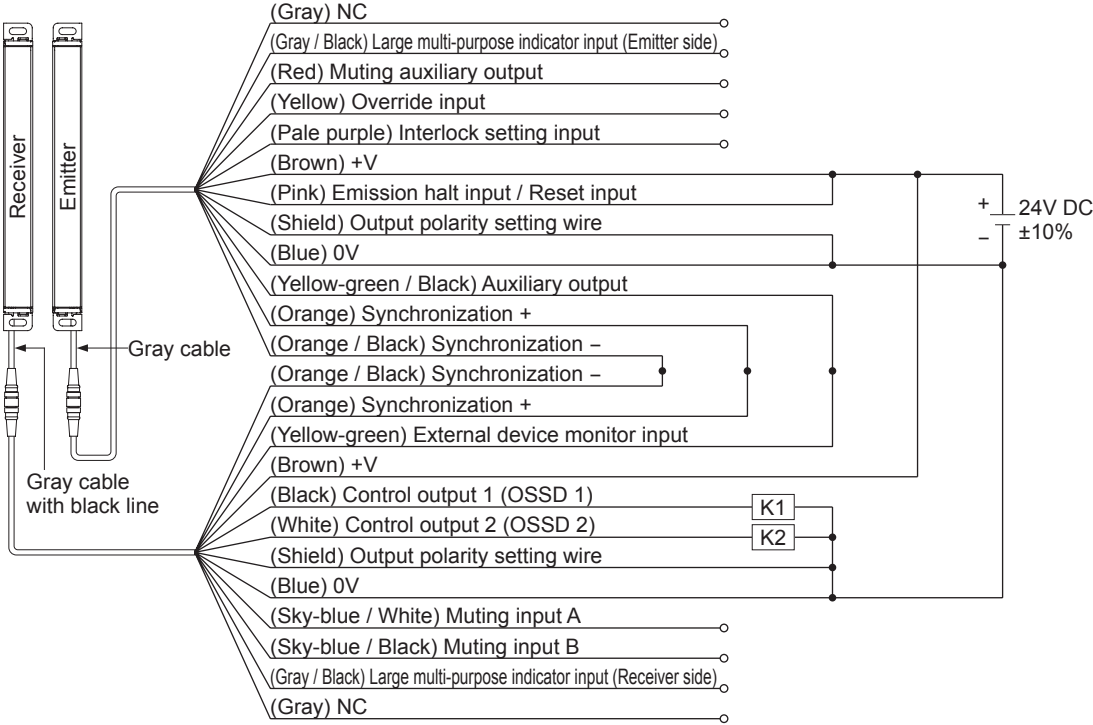 Receiver
Emitter
(Gray) NC
(Gray / Black) Large multi-purpose indicator input (Emitter side)
(Red) Muting auxiliary output
(Yellow) Override input
(Pale purple) Interlock setting input
(Brown) +V
(Pink) Emission halt input / Reset input
(Shield) Output polarity setting wire
(Blue) 0V
(Yellow-green / Black) Auxiliary output
(Orange) Synchronization +
(Orange / Black) Synchronization −
(Orange / Black) Synchronization −
(Orange) Synchronization +
(Yellow-green) External device monitor input
(Brown) +V
(Black) Control output 1 (OSSD 1)
(White) Control output 2 (OSSD 2)
(Shield) Output polarity setting wire
(Blue) 0V
(Sky-blue / White) Muting input A
(Sky-blue / Black) Muting input B
(Gray / Black) Large multi-purpose indicator input (Receiver side)
(Gray) NC
Gray cable
Gray cable
with black line
K1
K2
+
−
24V DC
±10%